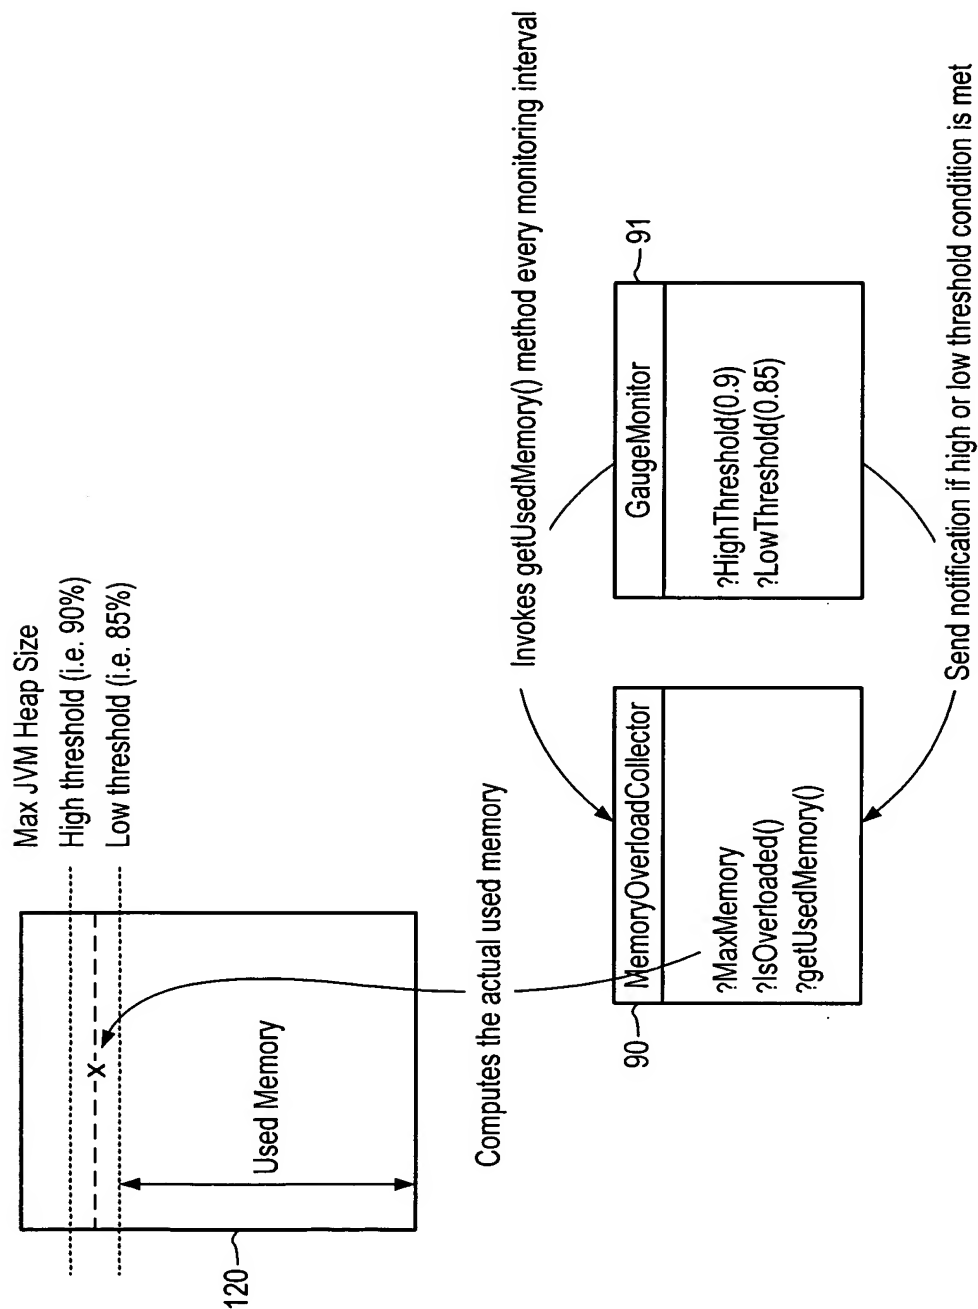 Max JVM Heap Size
High threshold (i.e. 90%)
Low threshold (i.e. 85%)
x
Used Memory
120
Computes the actual used memory
Invokes getUsedMemory() method every monitoring interval
90
MemoryOverloadCollector
?MaxMemory
?IsOverloaded()
?getUsedMemory()
91
GaugeMonitor
?HighThreshold(0.9)
?LowThreshold(0.85)
Send notification if high or low threshold condition is met